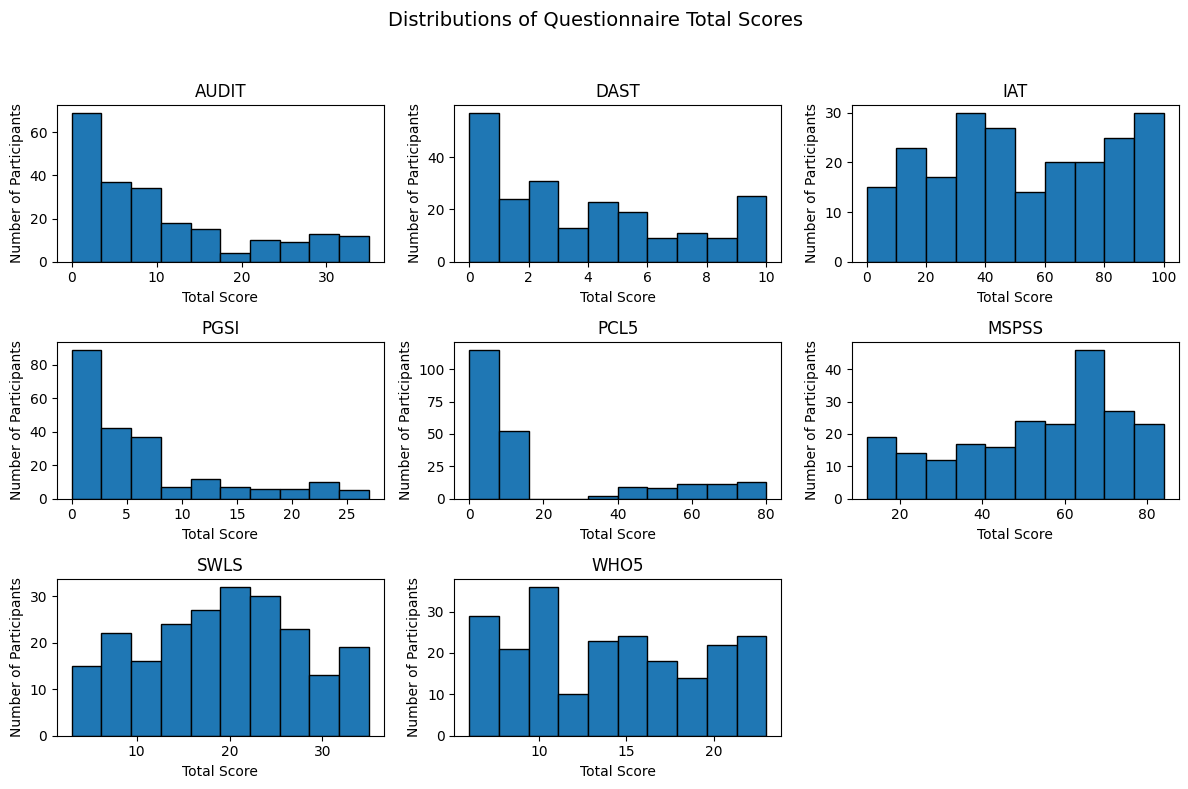 Distributions of Questionnaire Total Scores
AUDIT
Number of Participants
0
20
40
60
0
10
20
30
Total Score
DAST
Number of Participants
0
20
40
0
2
4
6
8
10
Total Score
IAT
Number of Participants
0
10
20
30
0
20
40
60
80
100
Total Score
PGSI
Number of Participants
0
20
40
60
80
0
5
10
15
20
25
Total Score
PCL5
Number of Participants
0
25
50
75
100
0
20
40
60
80
Total Score
MSPSS
Number of Participants
0
10
20
30
40
20
40
60
80
Total Score
SWLS
Number of Participants
0
10
20
30
10
20
30
Total Score
WHO5
Number of Participants
0
10
20
30
10
15
20
Total Score